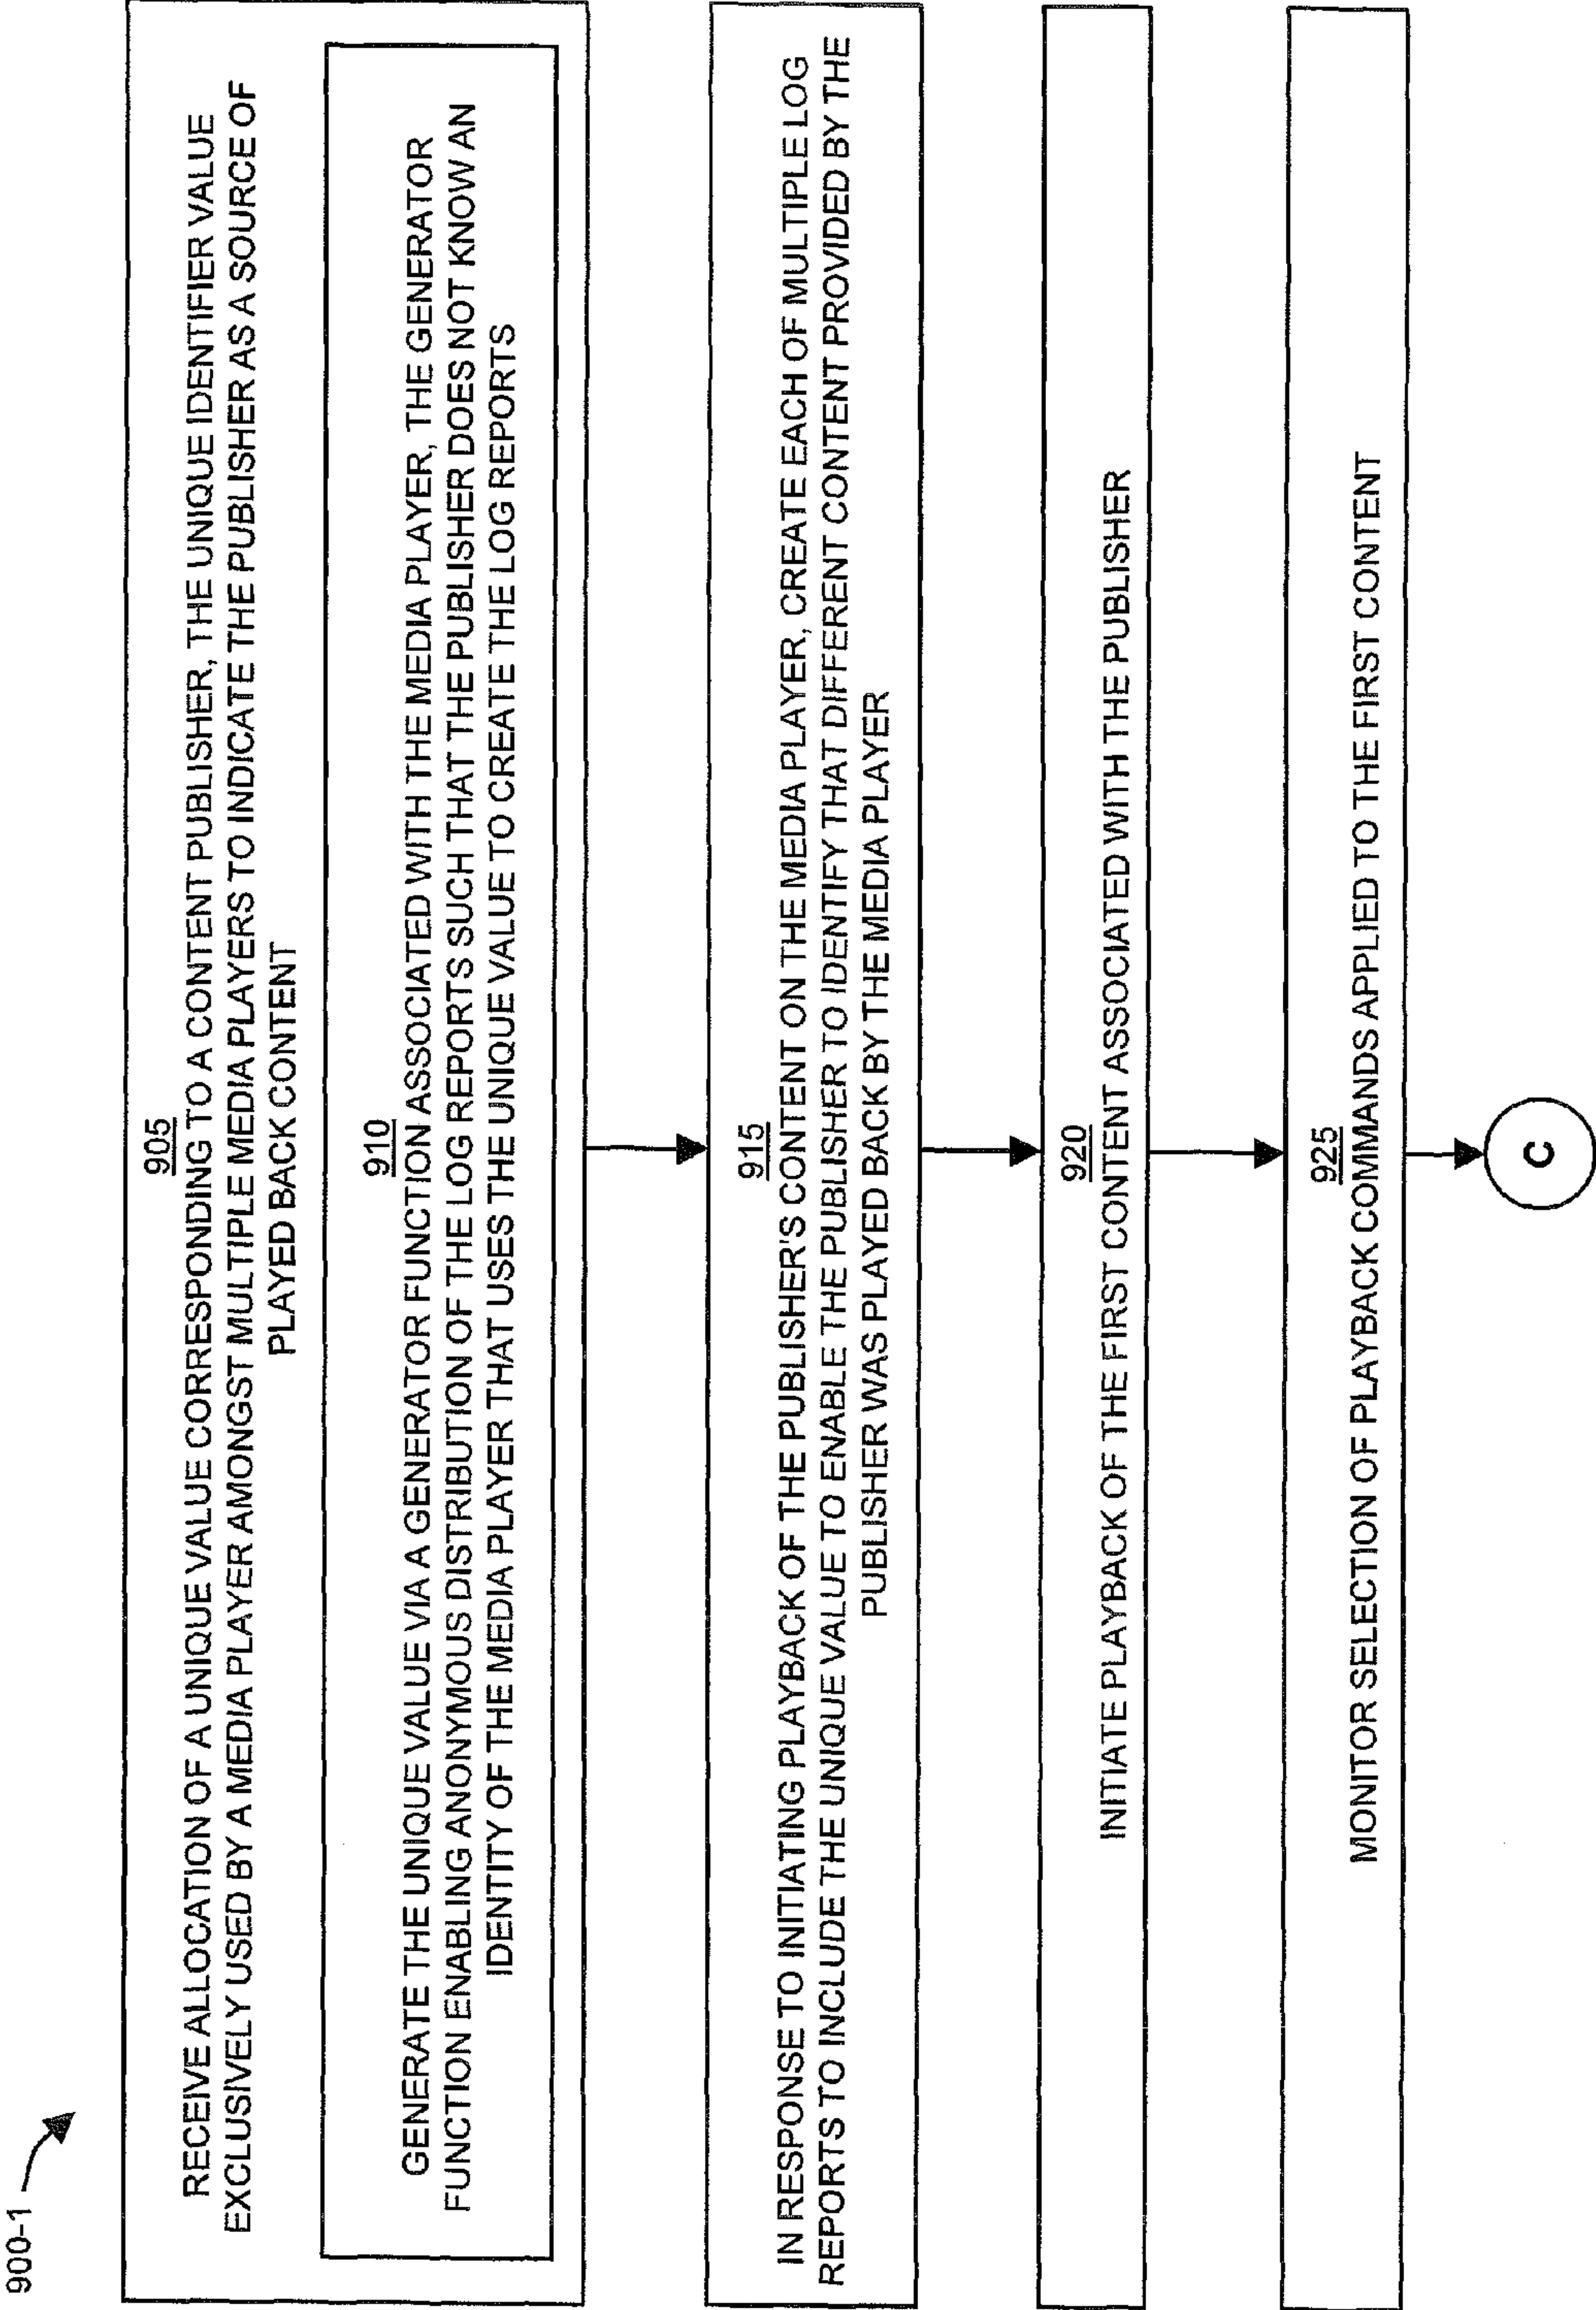 900-1
905
RECEIVE ALLOCATION OF A UNIQUE VALUE CORRESPONDING TO A CONTENT PUBLISHER, THE UNIQUE IDENTIFIER VALUE
EXCLUSIVELY USED BY A MEDIA PLAYER AMONGST MULTIPLE MEDIA PLAYERS TO INDICATE THE PUBLISHER AS A SOURCE OF
PLAYED BACK CONTENT
910
GENERATE THE UNIQUE VALUE VIA A GENERATOR FUNCTION ASSOCIATED WITH THE MEDIA PLAYER, THE GENERATOR
FUNCTION ENABLING ANONYMOUS DISTRIBUTION OF THE LOG REPORTS SUCH THAT THE PUBLISHER DOES NOT KNOW AN
IDENTITY OF THE MEDIA PLAYER THAT USES THE UNIQUE VALUE TO CREATE THE LOG REPORTS
915
IN RESPONSE TO INITIATING PLAYBACK OF THE PUBLISHER'S CONTENT ON THE MEDIA PLAYER, CREATE EACH OF MULTIPLE LOG
REPORTS TO INCLUDE THE UNIQUE VALUE TO ENABLE THE PUBLISHER TO IDENTIFY THAT DIFFERENT CONTENT PROVIDED BY THE
PUBLISHER WAS PLAYED BACK BY THE MEDIA PLAYER
920
INITIATE PLAYBACK OF THE FIRST CONTENT ASSOCIATED WITH THE PUBLISHER
925
MONITOR SELECTION OF PLAYBACK COMMANDS APPLIED TO THE FIRST CONTENT
C